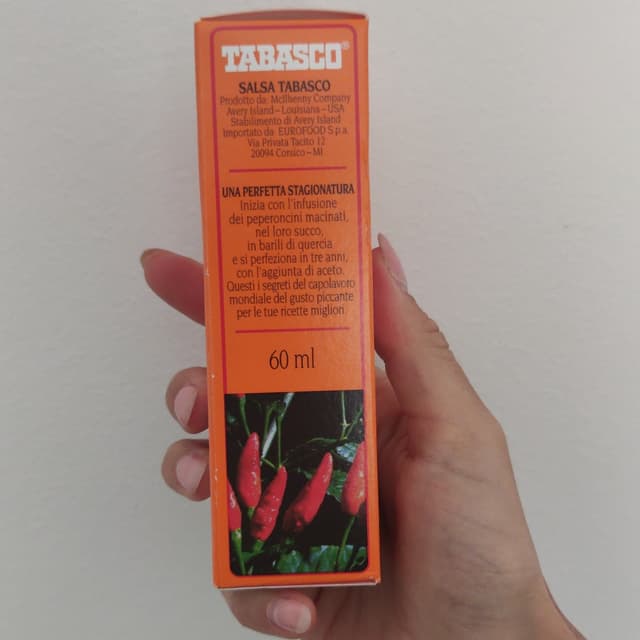 TABASCO®
SALSA TABASCO
Prodotto da: McIlhenny Company
Avery Island – Louisiana – USA
Stabilimento di Avery Island
Importato da EUROFOOD S.p.a.
Via Privata Tacito 12
20094 Corsico – MI
UNA PERFETTA STAGIONATURA
Inizia con l'infusione
dei peperoncini macinati,
nel loro succo,
in barili di quercia
e si perfeziona in tre anni,
con l'aggiunta di aceto.
Questi i segreti del capolavoro
mondiale del gusto piccante
per le tue ricette migliori.
60 ml